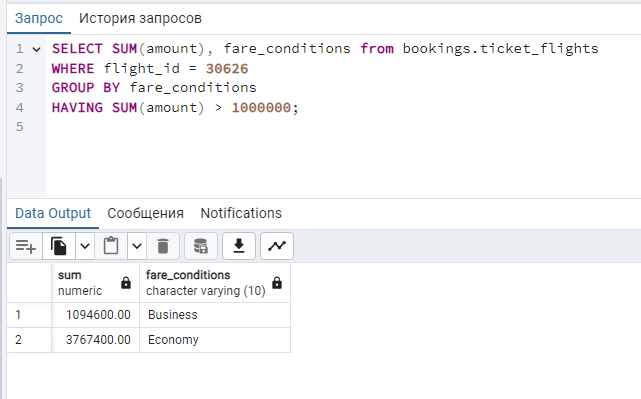 Запрос История запросов
1 SELECT SUM(amount), fare_conditions from bookings.ticket_flights
2 WHERE flight_id = 30626
3 GROUP BY fare_conditions
4 HAVING SUM(amount) > 1000000;
5
Data Output Сообщения Notifications
sum fare_conditions
numeric character varying (10)
1 1094600.00 Business
2 3767400.00 Economy